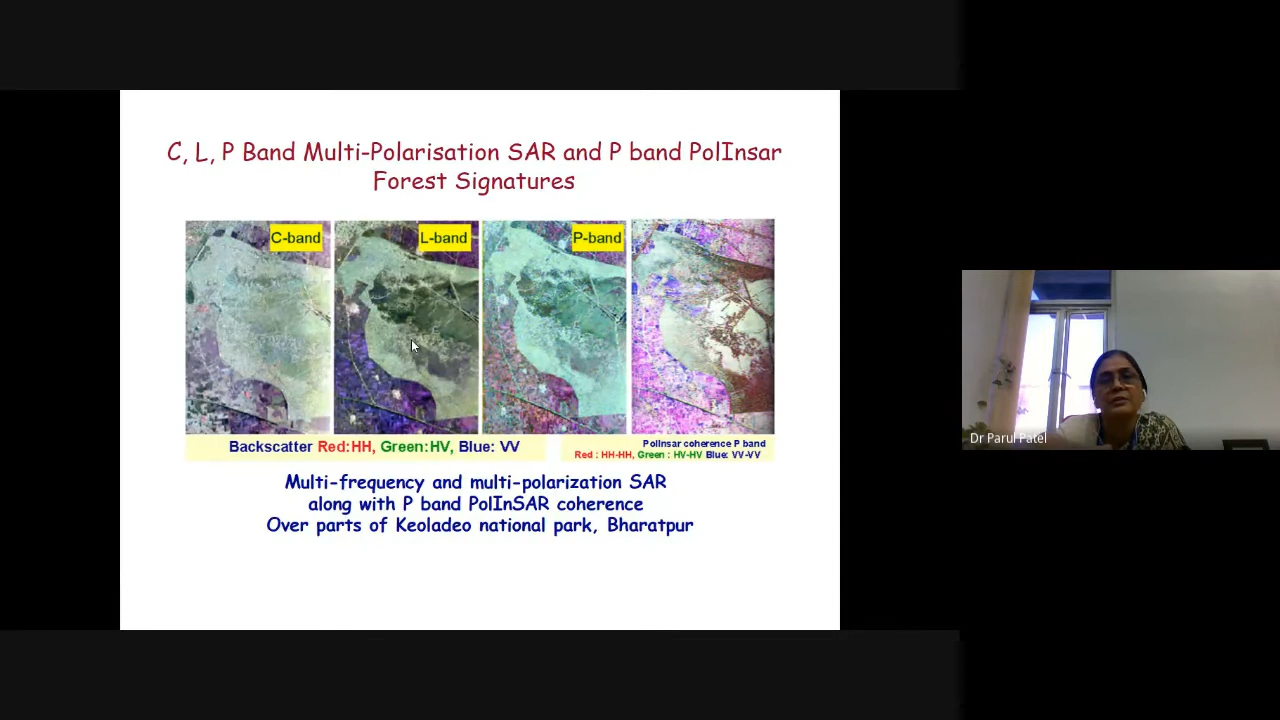 C, L, P Band Multi-Polarisation SAR and P band PolInsar
Forest Signatures
C-band
L-band
P-band
Backscatter Red:HH, Green:HV, Blue: VV
Polinsar coherence P band
Red : HH-HH, Green : HV-HV Blue: VV-VV
Multi-frequency and multi-polarization SAR
along with P band PolInSAR coherence
Over parts of Keoladeo national park, Bharatpur
Dr Parul Patel